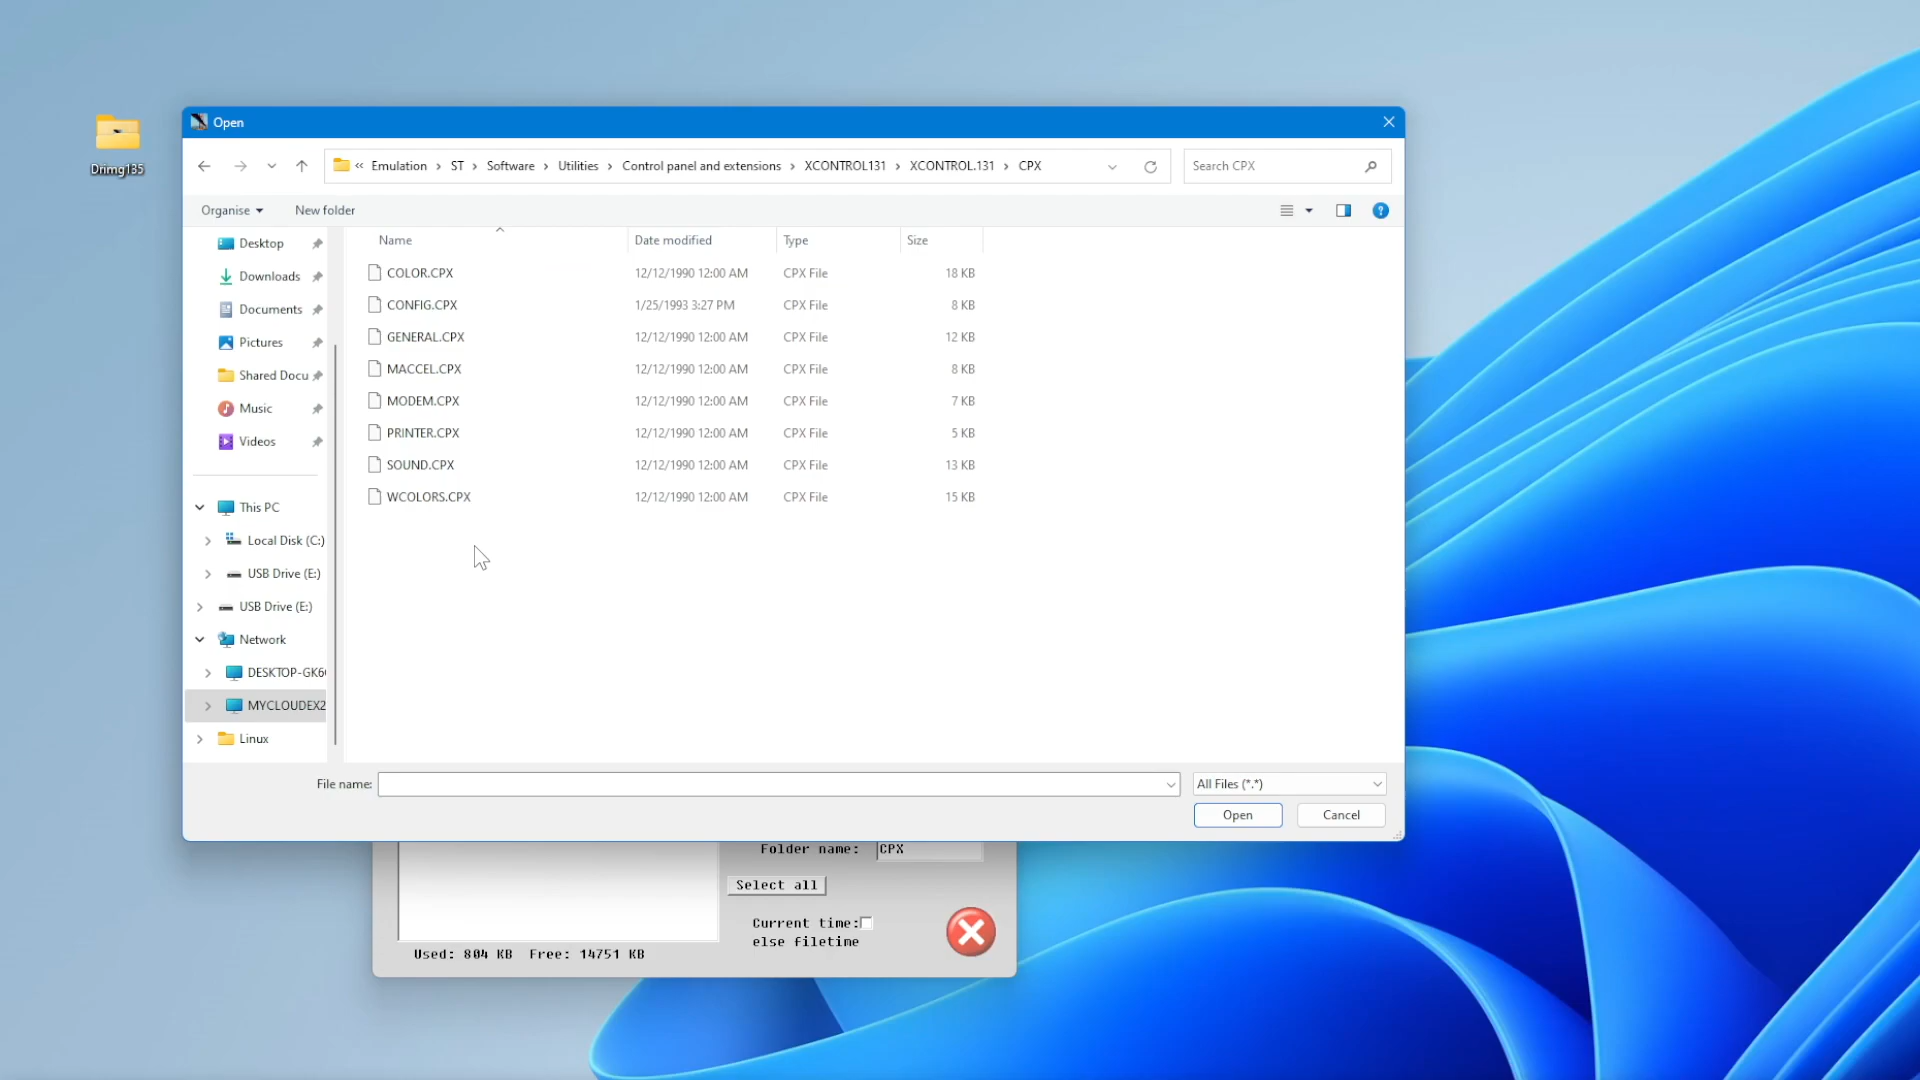 Drimg135
Open
« Emulation › ST › Software › Utilities › Control panel and extensions › XCONTROL131 › XCONTROL.131 › CPX
Search CPX
Organise
New folder
?
Name Date modified Type Size
Desktop
Downloads
Documents
Pictures
Shared Docu
Music
Videos
This PC
Local Disk (C:)
USB Drive (E:)
USB Drive (E:)
Network
DESKTOP-GK6
MYCLOUDEX2
Linux
COLOR.CPX 12/12/1990 12:00 AM CPX File 18 KB
CONFIG.CPX 1/25/1993 3:27 PM CPX File 8 KB
GENERAL.CPX 12/12/1990 12:00 AM CPX File 12 KB
MACCEL.CPX 12/12/1990 12:00 AM CPX File 8 KB
MODEM.CPX 12/12/1990 12:00 AM CPX File 7 KB
PRINTER.CPX 12/12/1990 12:00 AM CPX File 5 KB
SOUND.CPX 12/12/1990 12:00 AM CPX File 13 KB
WCOLORS.CPX 12/12/1990 12:00 AM CPX File 15 KB
File name:
All Files (*.*)
Open
Cancel
Folder name: CPX
Select all
Current time:
else filetime
Used: 804 KB Free: 14751 KB